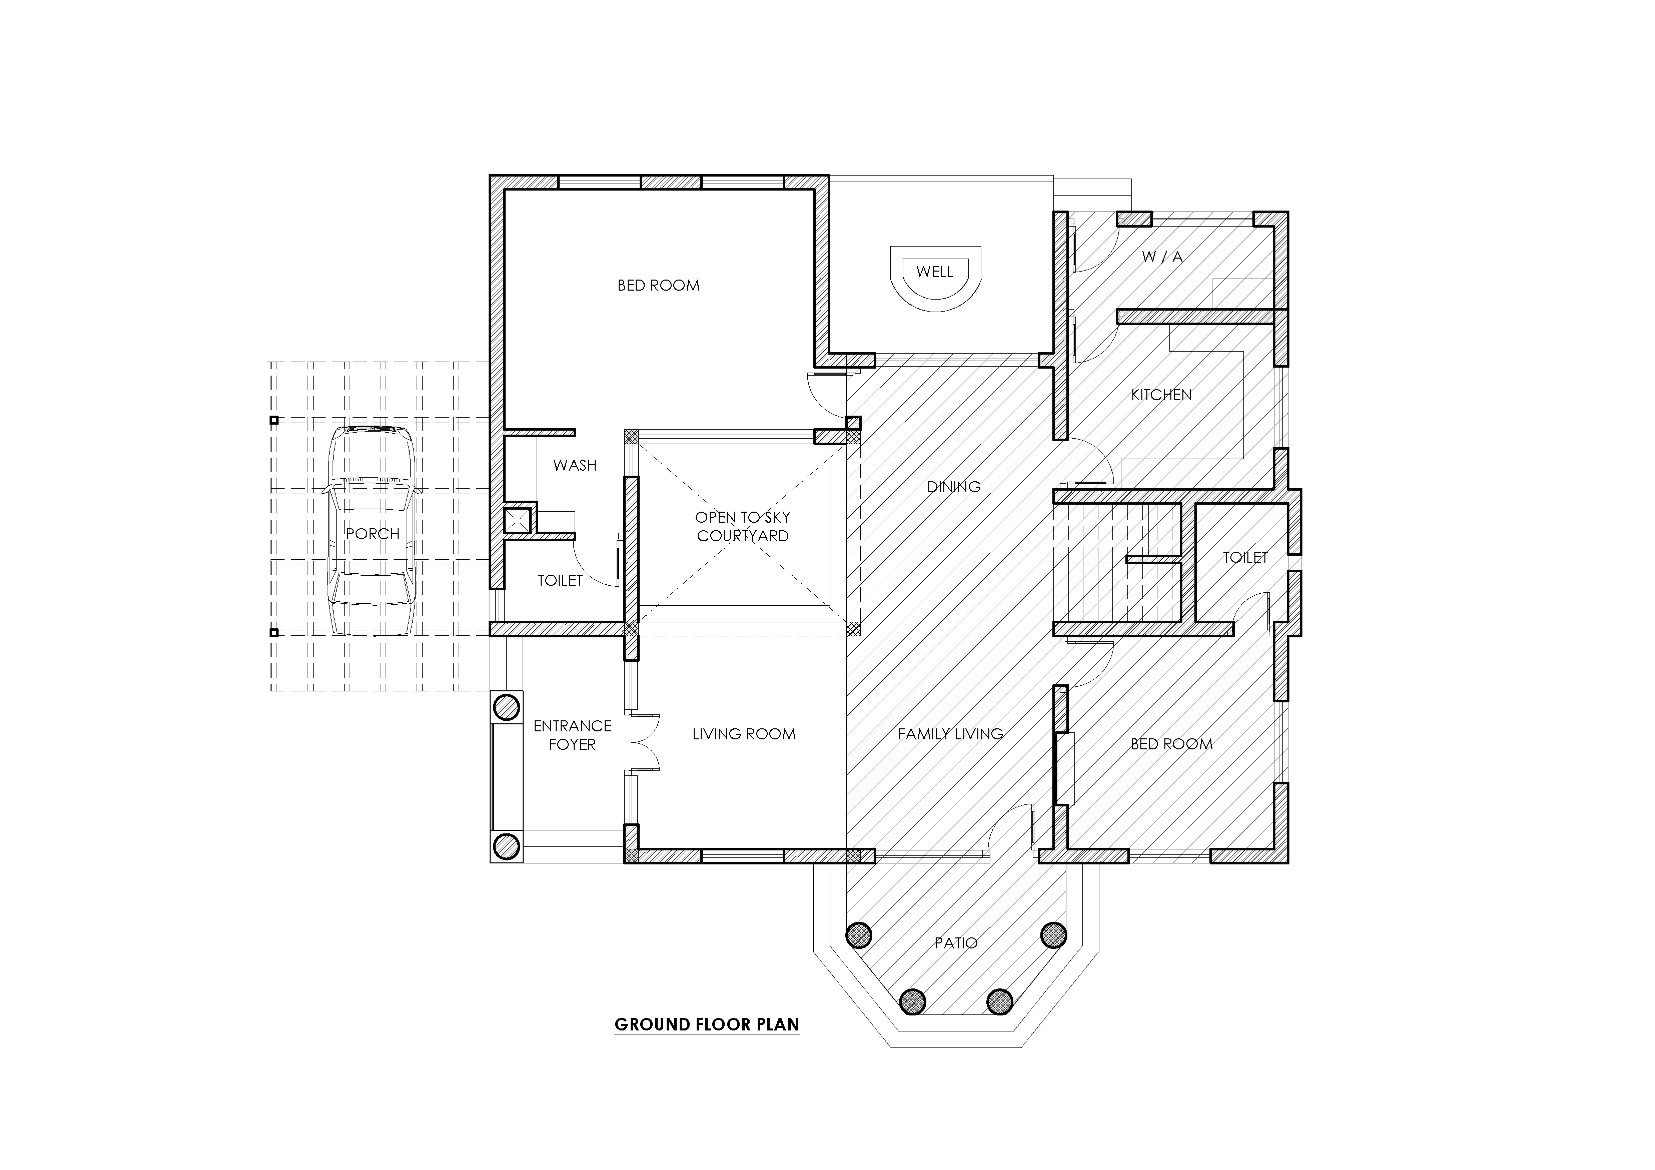 W / A
WELL
BED ROOM
KITCHEN
WASH
DINING
OPEN TO SKY
COURTYARD
PORCH
TOILET
TOILET
ENTRANCE
FOYER
LIVING ROOM
FAMILY LIVING
BED ROOM
PATIO
GROUND FLOOR PLAN